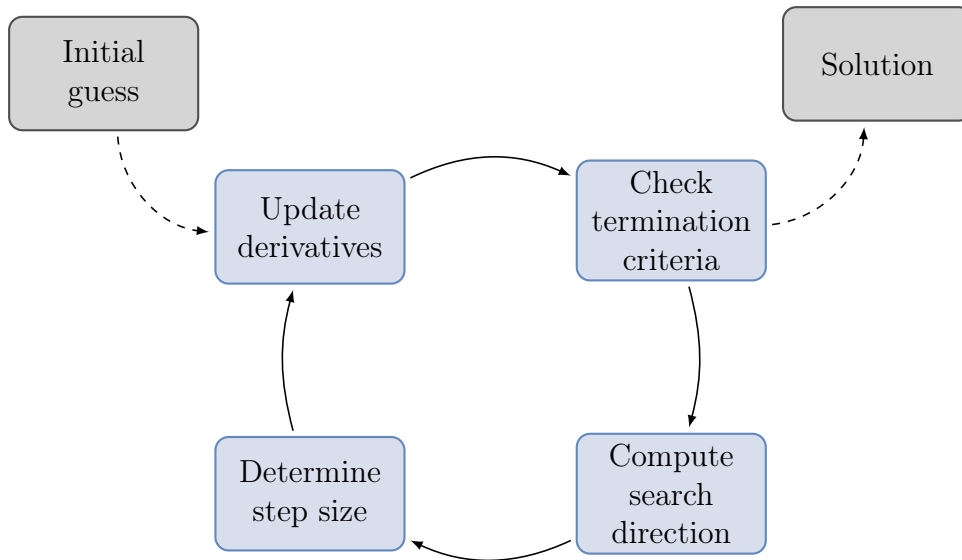 Initial
guess
Solution
Update
derivatives
Check
termination
criteria
Determine
step size
Compute
search
direction